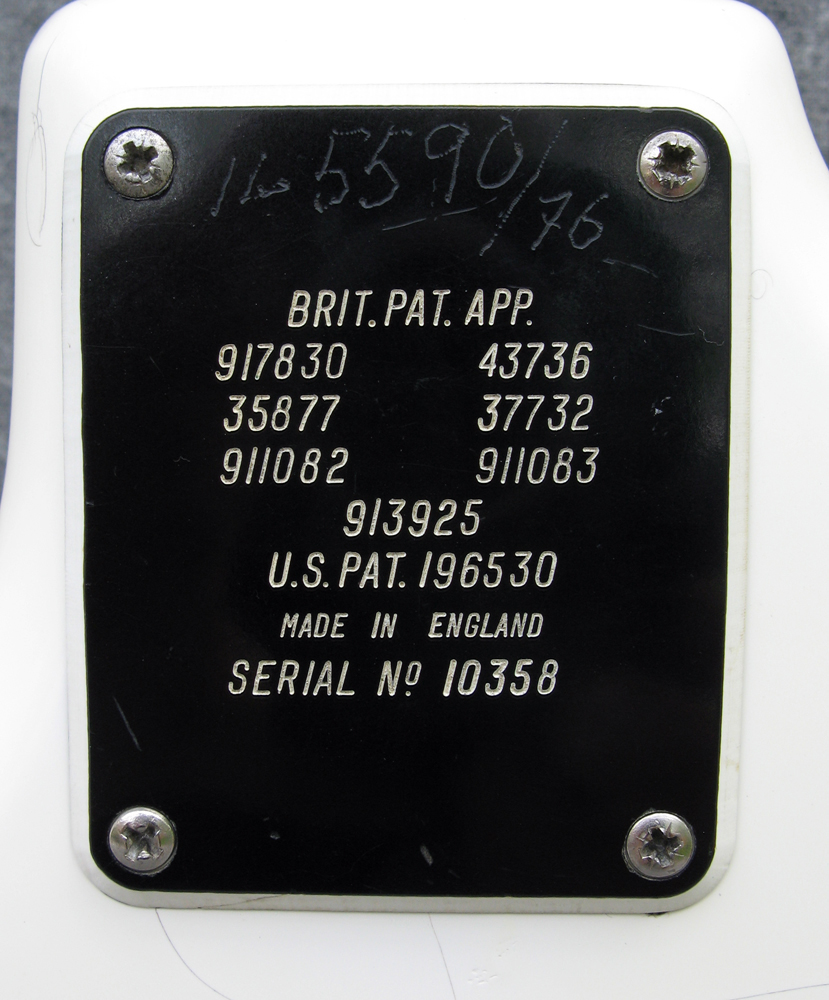 5590/76
BRIT. PAT. APP.
917830 43736
35877 37732
911082 911083
913925
U.S. PAT. 196530
MADE IN ENGLAND
SERIAL Nº 10358